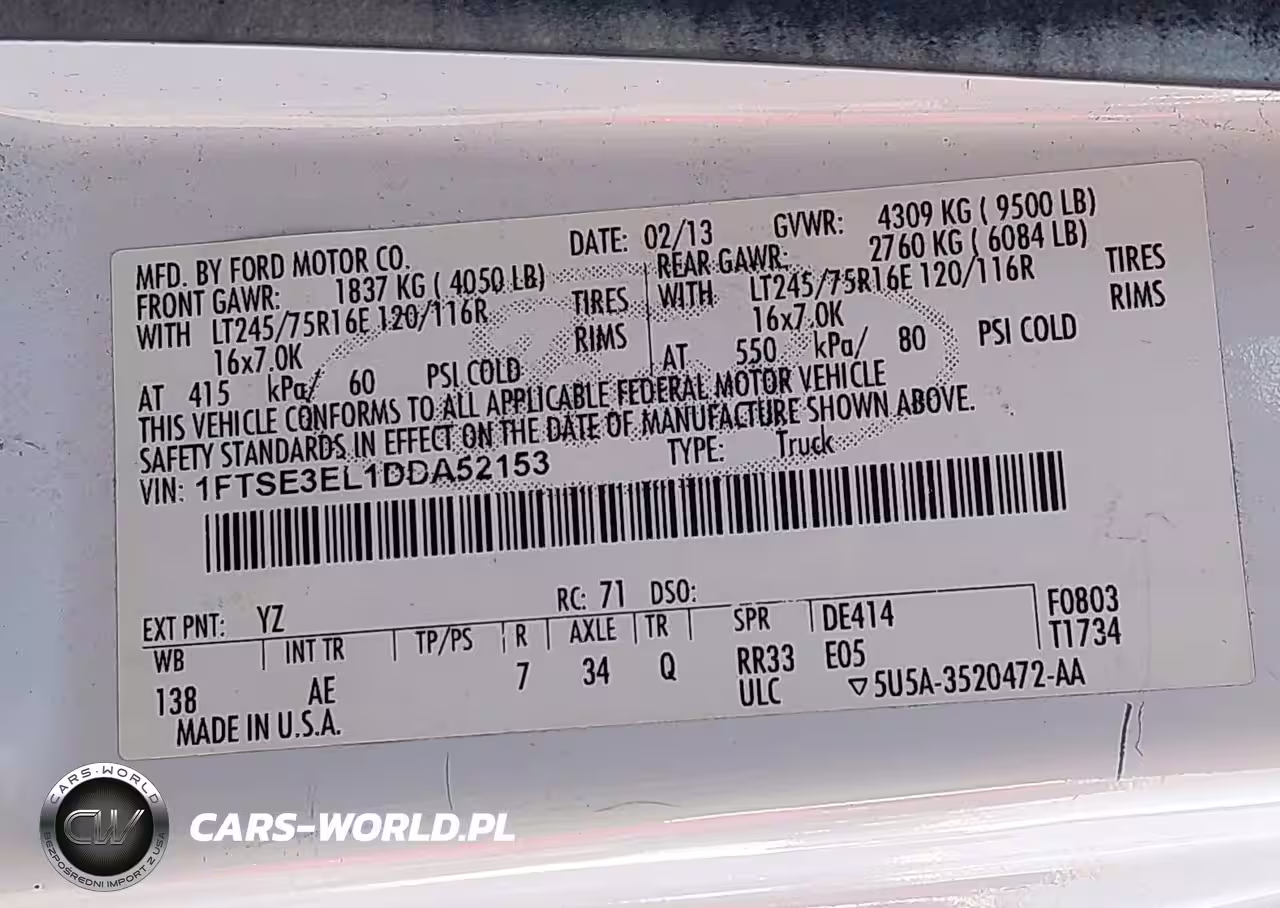 MFD. BY FORD MOTOR CO. DATE: 02/13 GVWR: 4309 KG ( 9500 LB)
FRONT GAWR: 1837 KG ( 4050 LB) REAR GAWR: 2760 KG ( 6084 LB)
WITH LT245/75R16E 120/116R TIRES WITH LT245/75R16E 120/116R TIRES
16x7.0K RIMS 16x7.0K RIMS
AT 415 kPa/ 60 PSI COLD AT 550 kPa/ 80 PSI COLD
THIS VEHICLE CONFORMS TO ALL APPLICABLE FEDERAL MOTOR VEHICLE
SAFETY STANDARDS IN EFFECT ON THE DATE OF MANUFACTURE SHOWN ABOVE.
VIN: 1FTSE3EL1DDA52153 TYPE: Truck
EXT PNT: YZ RC: 71 DSO:
WB INT TR TP/PS R AXLE TR SPR DE414 F0803
138 AE 7 34 Q RR33 E05 T1734
MADE IN U.S.A. ULC ▽5U5A-3520472-AA
CARS-WORLD
CW
BEZPOŚREDNI IMPORT Z USA
CARS-WORLD.PL